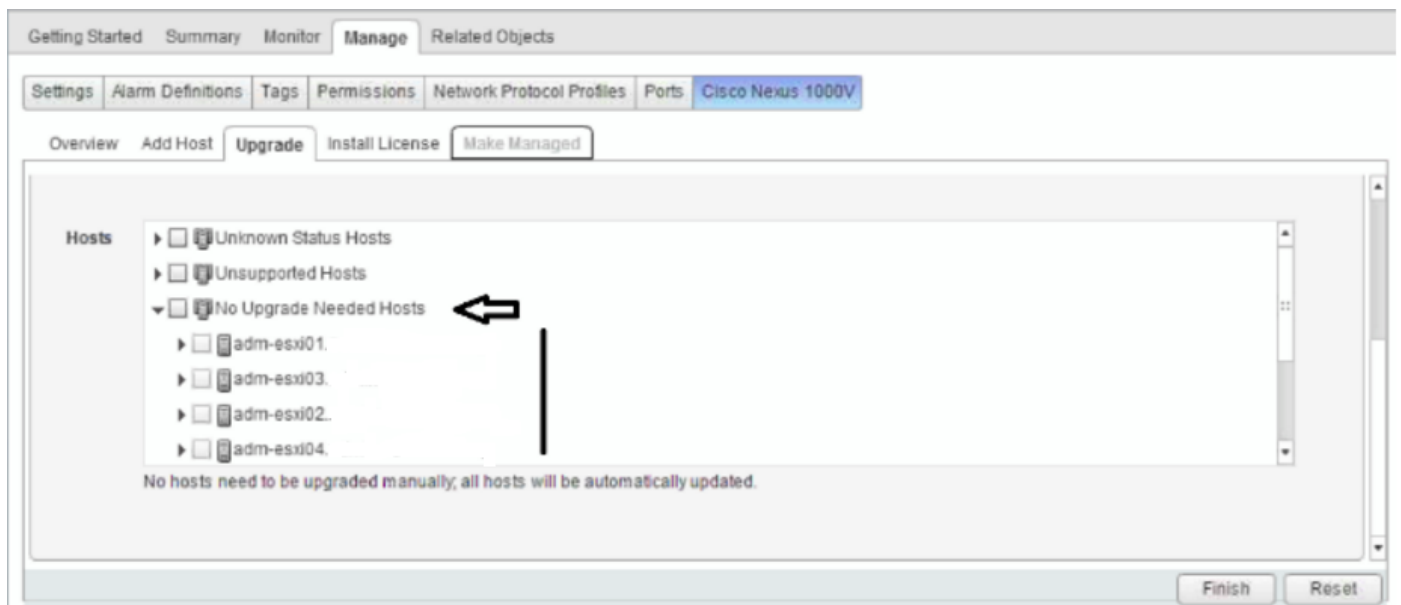 Getting Started Summary Monitor Manage Related Objects
Settings Alarm Definitions Tags Permissions Network Protocol Profiles Ports Cisco Nexus 1000V
Overview Add Host Upgrade Install License Make Managed
Hosts
Unknown Status Hosts
Unsupported Hosts
No Upgrade Needed Hosts
adm-esxi01.
adm-esxi03.
adm-esxi02..
adm-esxi04.
No hosts need to be upgraded manually; all hosts will be automatically updated.
Finish Reset